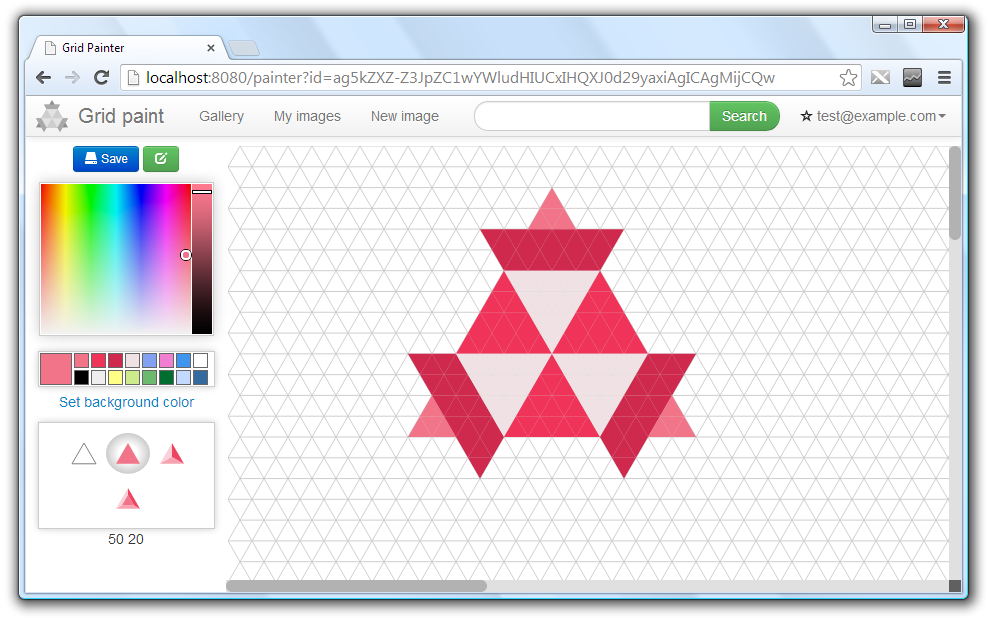 Grid Painter
localhost:8080/painter?id=ag5kZXZ-Z3JpZC1wYWludHIUCxIHQXJ0d29yaxiAgICAgMijCQw
Grid paint Gallery My images New image Search test@example.com
Save
Set background color
50 20